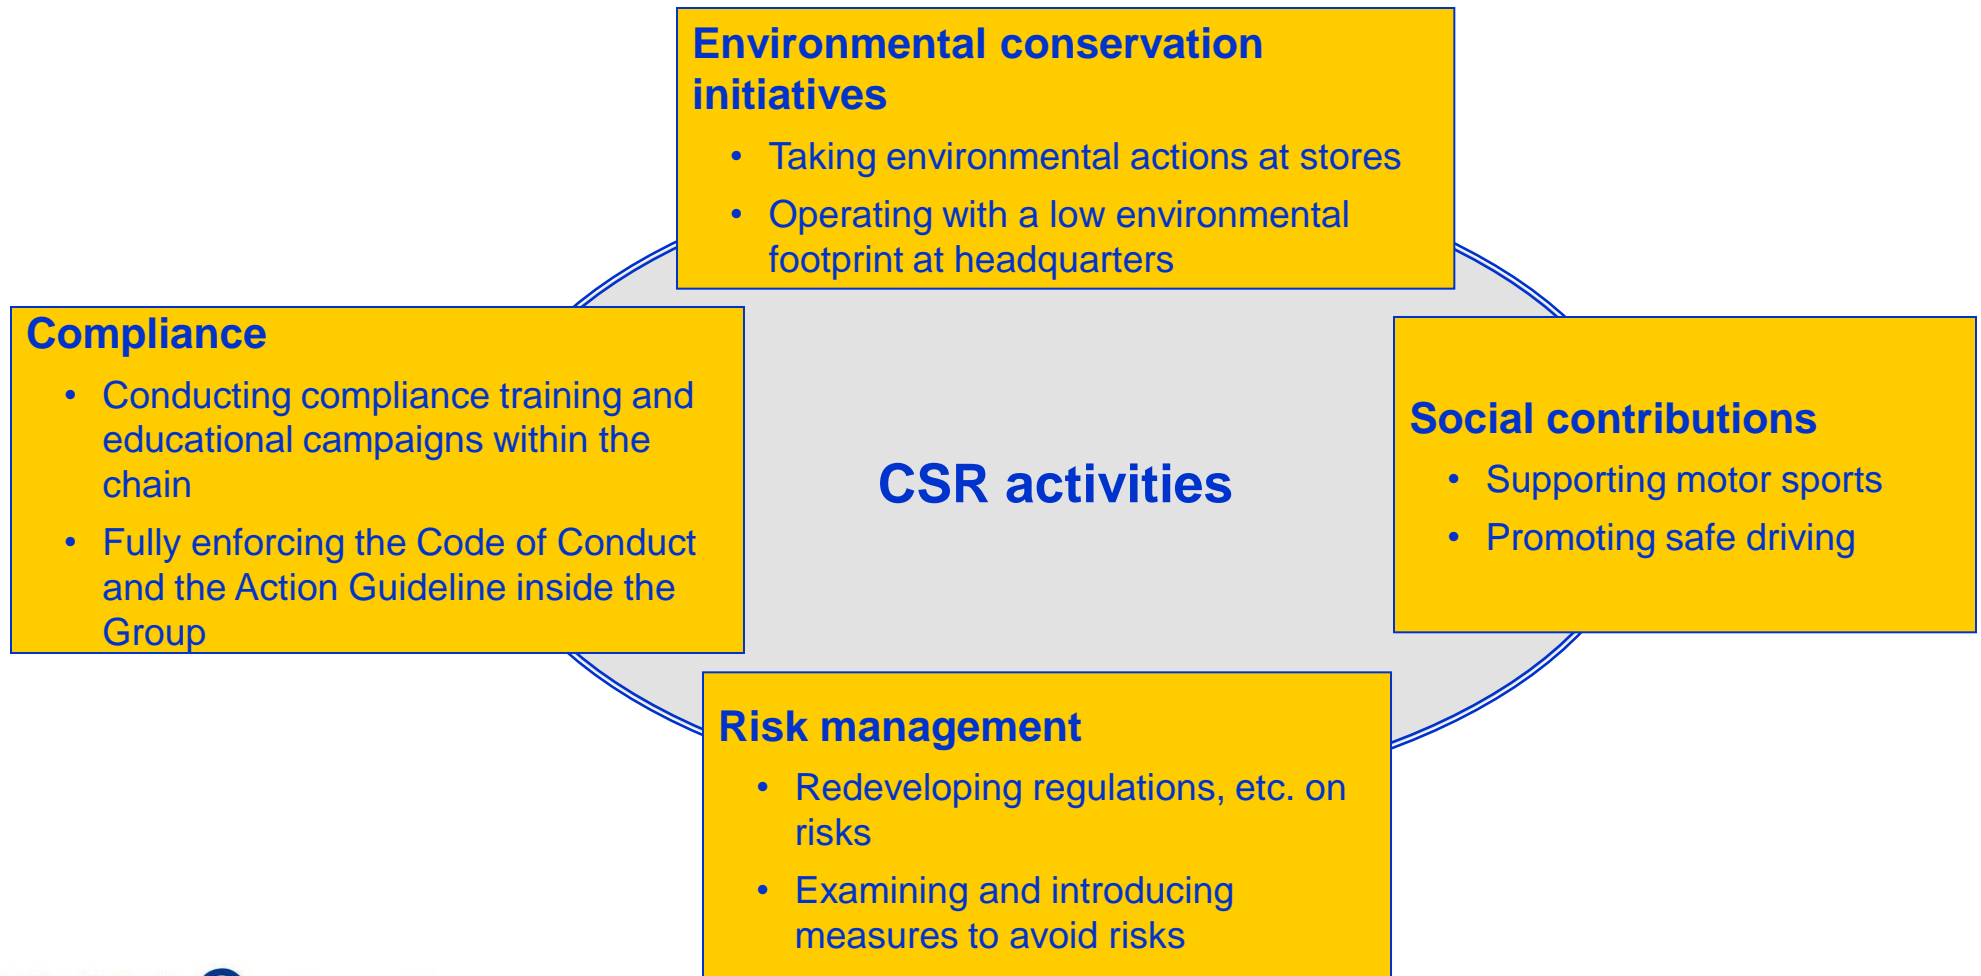 Environmental conservation
initiatives
• Taking environmental actions at stores
• Operating with a low environmental
footprint at headquarters
Compliance
• Conducting compliance training and
educational campaigns within the
chain
• Fully enforcing the Code of Conduct
and the Action Guideline inside the
Group
CSR activities
Social contributions
• Supporting motor sports
• Promoting safe driving
Risk management
• Redeveloping regulations, etc. on
risks
• Examining and introducing
measures to avoid risks